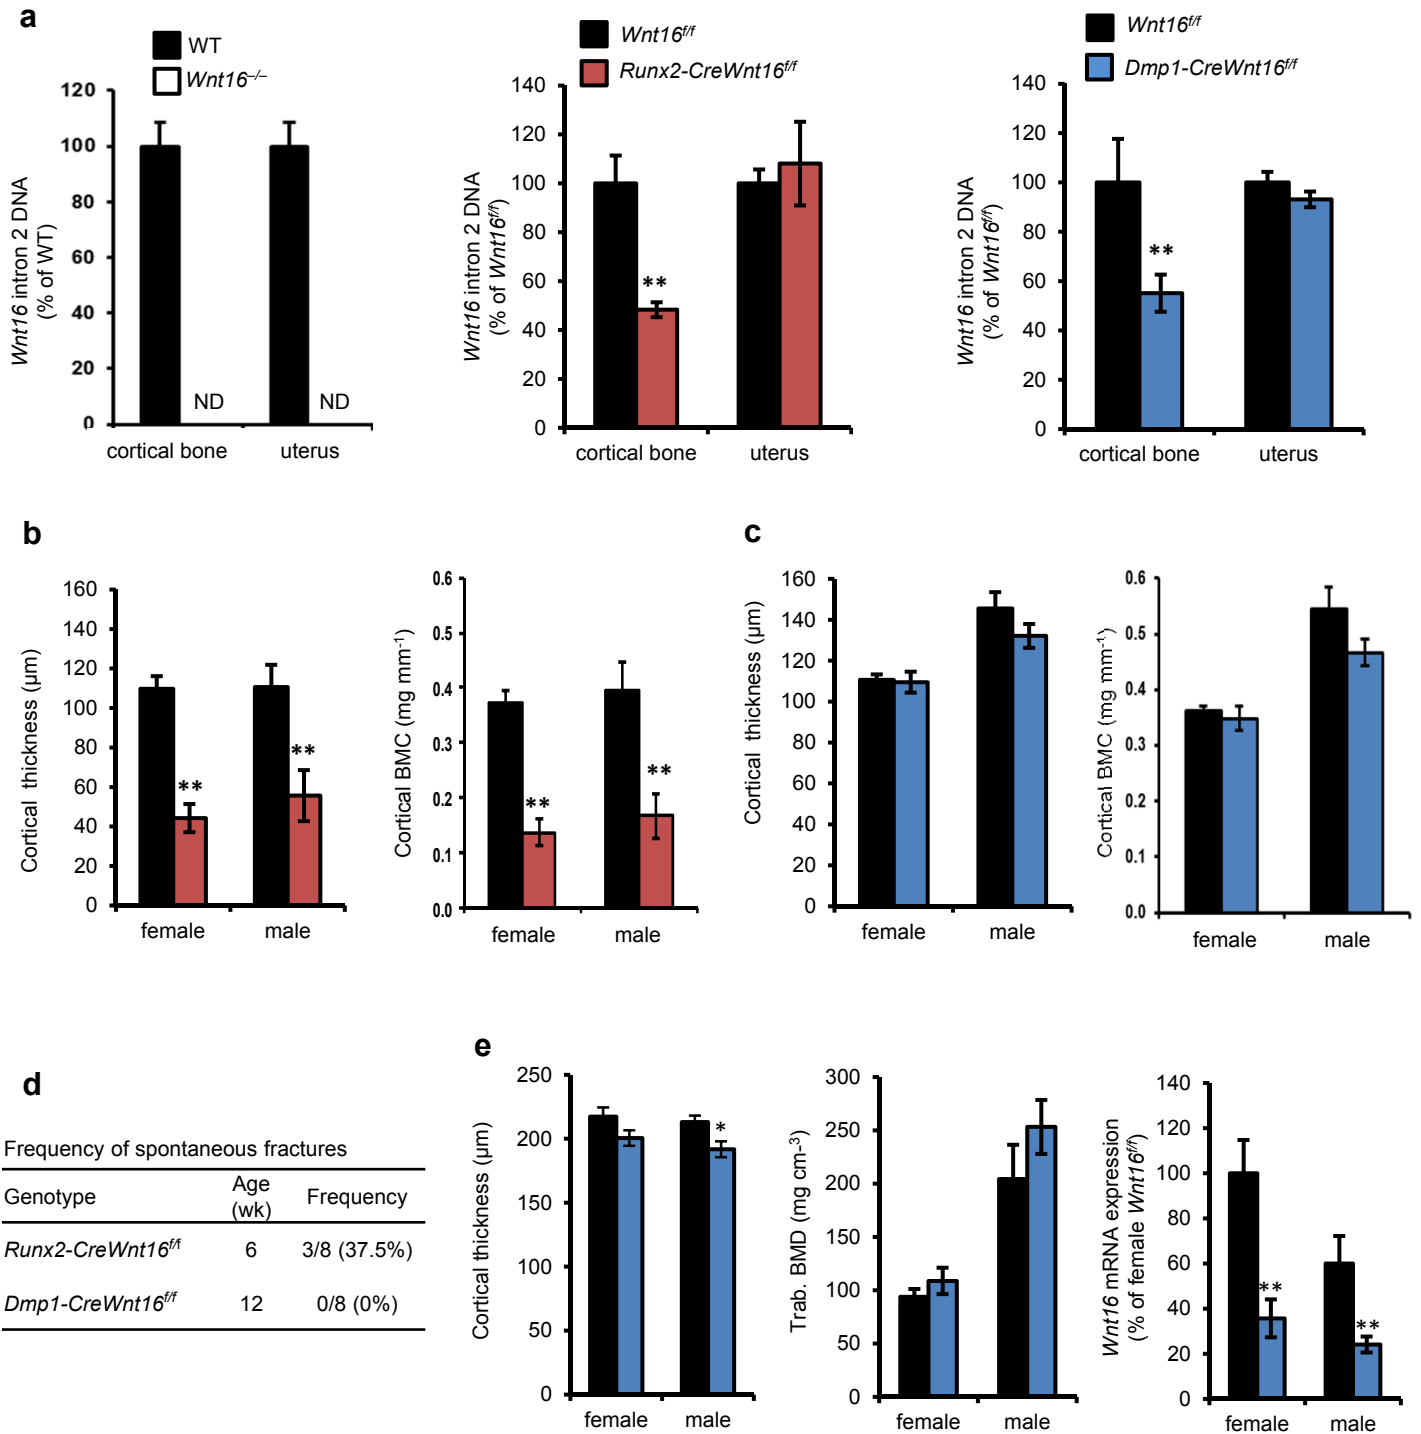 a
WT
Wnt16–/–
Wnt16 intron 2 DNA
(% of WT)
120
100
80
60
40
20
0
ND
ND
cortical bone
uterus
Wnt16f/f
Runx2-CreWnt16f/f
Wnt16 intron 2 DNA
(% of Wnt16f/f)
140
120
100
80
60
40
20
0
**
cortical bone
uterus
Wnt16f/f
Dmp1-CreWnt16f/f
Wnt16 intron 2 DNA
(% of Wnt16f/f)
140
120
100
80
60
40
20
0
**
cortical bone
uterus
b
Cortical thickness (µm)
160
140
120
100
80
60
40
20
0
**
**
female
male
Cortical BMC (mg mm-1)
0.6
0.5
0.4
0.3
0.2
0.1
0.0
**
**
female
male
c
Cortical thickness (µm)
160
140
120
100
80
60
40
20
0
female
male
Cortical BMC (mg mm-1)
0.6
0.5
0.4
0.3
0.2
0.1
0.0
female
male
d
Frequency of spontaneous fractures
Genotype Age (wk) Frequency
Runx2-CreWnt16f/f 6 3/8 (37.5%)
Dmp1-CreWnt16f/f 12 0/8 (0%)
e
Cortical thickness (µm)
250
200
150
100
50
0
*
female
male
Trab. BMD (mg cm-3)
300
250
200
150
100
50
0
female
male
Wnt16 mRNA expression
(% of female Wnt16f/f)
140
120
100
80
60
40
20
0
**
**
female
male